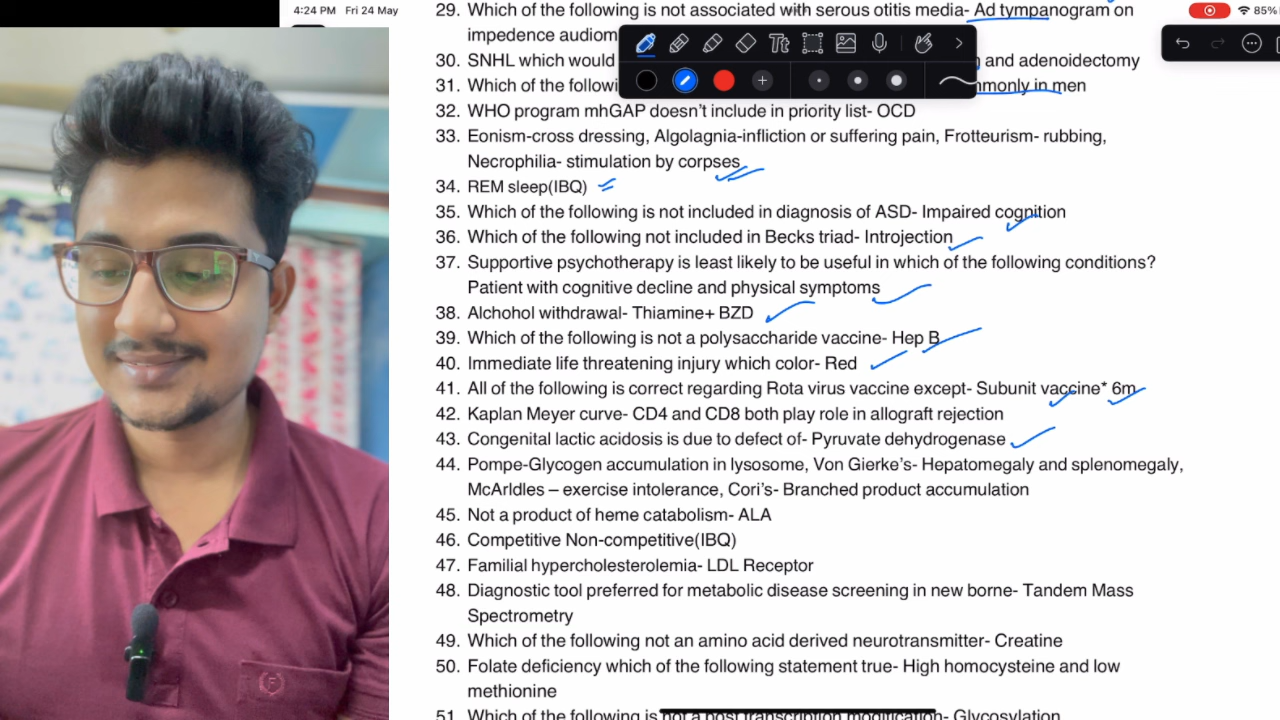 4:24 PM Fri 24 May
85%
29. Which of the following is not associated with serous otitis media- Ad tympanogram on
impedence audiom
Tt
30. SNHL which would and adenoidectomy
31. Which of the followi monly in men
32. WHO program mhGAP doesn't include in priority list- OCD
33. Eonism-cross dressing, Algolagnia-infliction or suffering pain, Frotteurism- rubbing,
Necrophilia- stimulation by corpses
34. REM sleep(IBQ)
35. Which of the following is not included in diagnosis of ASD- Impaired cognition
36. Which of the following not included in Becks triad- Introjection
37. Supportive psychotherapy is least likely to be useful in which of the following conditions?
Patient with cognitive decline and physical symptoms
38. Alchohol withdrawal- Thiamine+ BZD
39. Which of the following is not a polysaccharide vaccine- Hep B
40. Immediate life threatening injury which color- Red
41. All of the following is correct regarding Rota virus vaccine except- Subunit vaccine* 6m
42. Kaplan Meyer curve- CD4 and CD8 both play role in allograft rejection
43. Congenital lactic acidosis is due to defect of- Pyruvate dehydrogenase
44. Pompe-Glycogen accumulation in lysosome, Von Gierke's- Hepatomegaly and splenomegaly,
McArldles – exercise intolerance, Cori's- Branched product accumulation
45. Not a product of heme catabolism- ALA
46. Competitive Non-competitive(IBQ)
47. Familial hypercholesterolemia- LDL Receptor
48. Diagnostic tool preferred for metabolic disease screening in new borne- Tandem Mass
Spectrometry
49. Which of the following not an amino acid derived neurotransmitter- Creatine
50. Folate deficiency which of the following statement true- High homocysteine and low
methionine
51. Which of the following is not a post transcription modification- Glycosylation